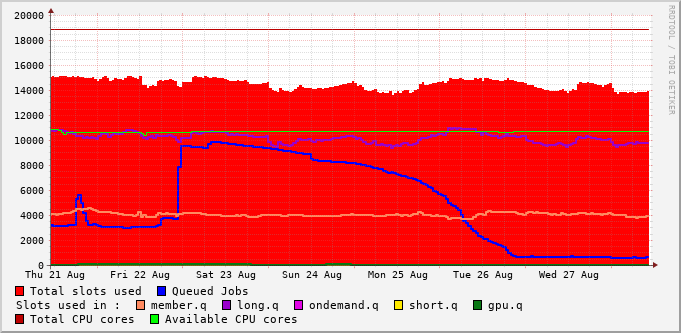 RRDTOOL / TOBI OETIKER
20000
18000
16000
14000
12000
10000
8000
6000
4000
2000
0
Thu 21 Aug Fri 22 Aug Sat 23 Aug Sun 24 Aug Mon 25 Aug Tue 26 Aug Wed 27 Aug
Total slots used Queued Jobs
Slots used in : member.q long.q ondemand.q short.q gpu.q
Total CPU cores Available CPU cores